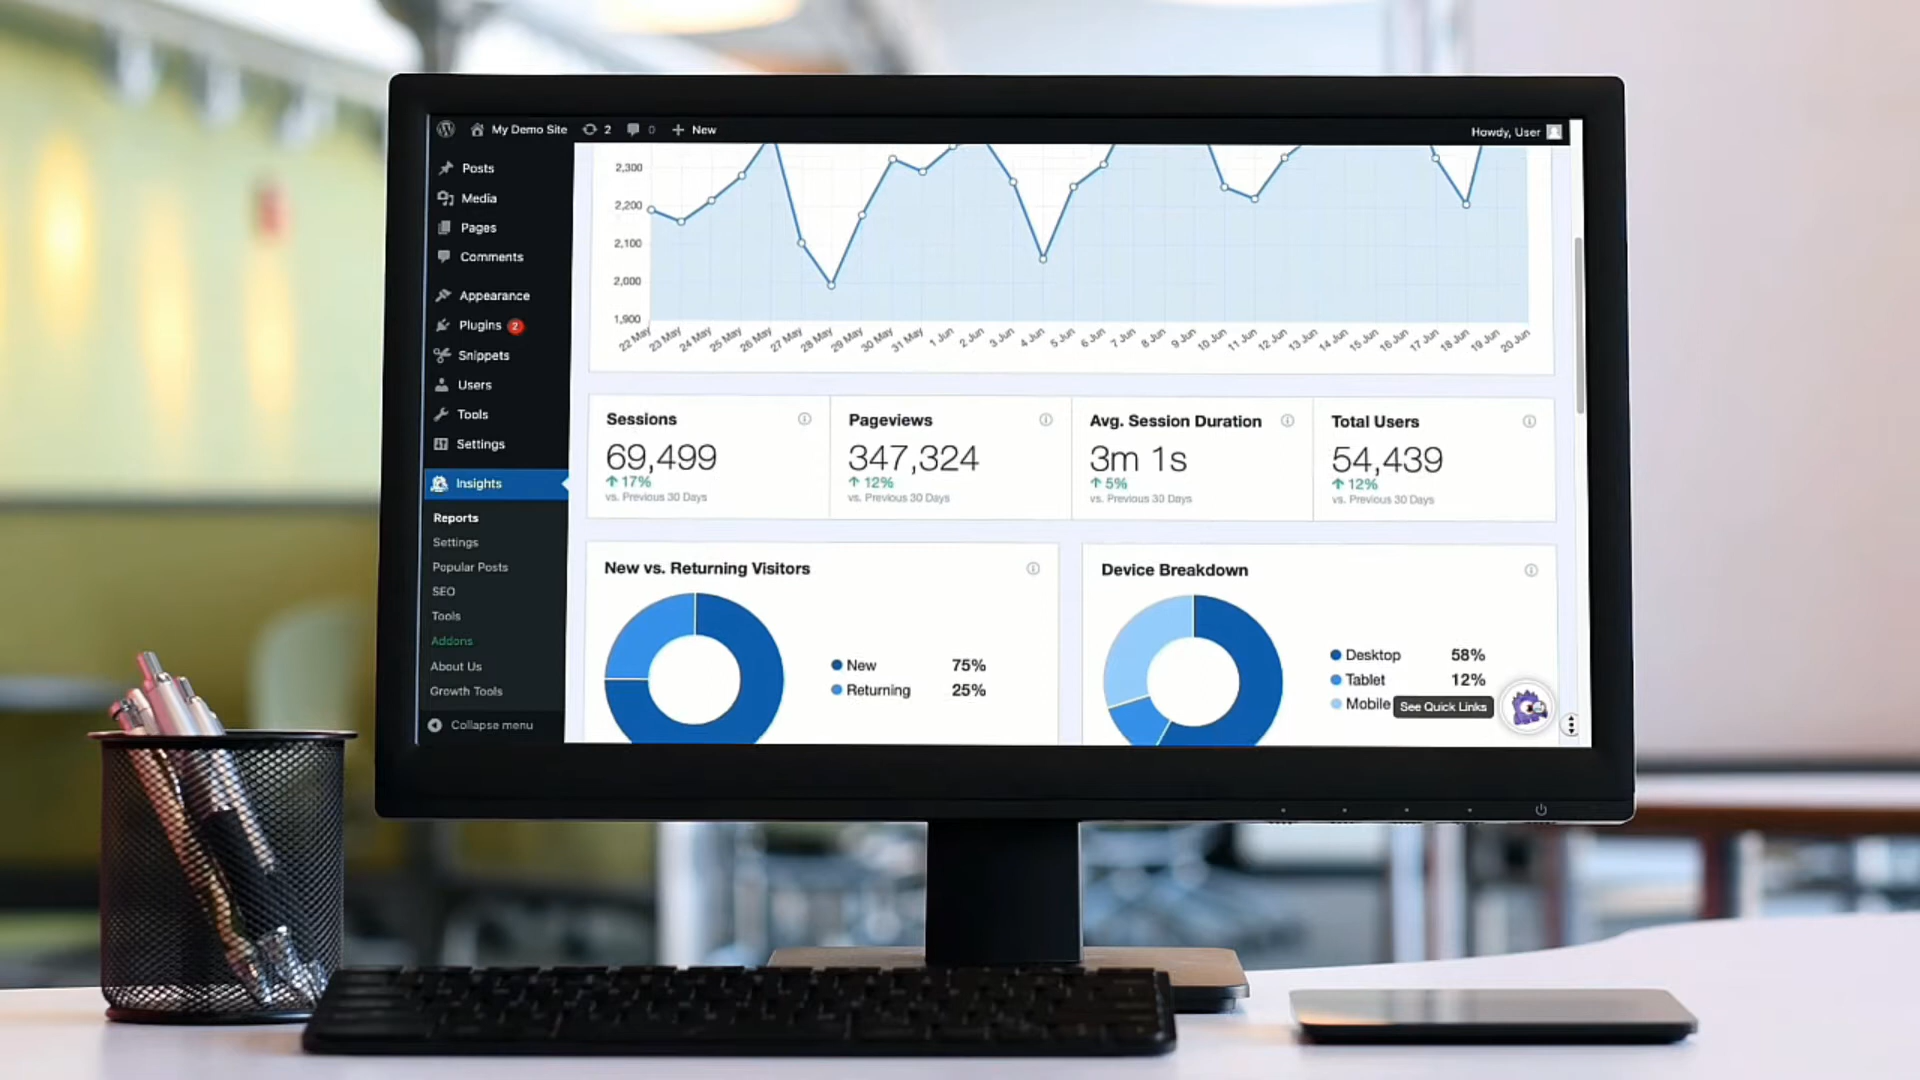 My Demo Site 2 0 New
Howdy, User
Posts
Media
Pages
Comments
Appearance
Plugins 2
Snippets
Users
Tools
Settings
Insights
Reports
Settings
Popular Posts
SEO
Tools
Addons
About Us
Growth Tools
Collapse menu
2,300
2,200
2,100
2,000
1,900
22 May 23 May 24 May 25 May 26 May 27 May 28 May 29 May 30 May 31 May 1 Jun 2 Jun 3 Jun 4 Jun 5 Jun 6 Jun 7 Jun 8 Jun 9 Jun 10 Jun 11 Jun 12 Jun 13 Jun 14 Jun 15 Jun 16 Jun 17 Jun 18 Jun 19 Jun 20 Jun
Sessions
69,499
17%
vs. Previous 30 Days
Pageviews
347,324
12%
vs. Previous 30 Days
Avg. Session Duration
3m 1s
5%
vs. Previous 30 Days
Total Users
54,439
12%
vs. Previous 30 Days
New vs. Returning Visitors
New 75%
Returning 25%
Device Breakdown
Desktop 58%
Tablet 12%
Mobile
See Quick Links